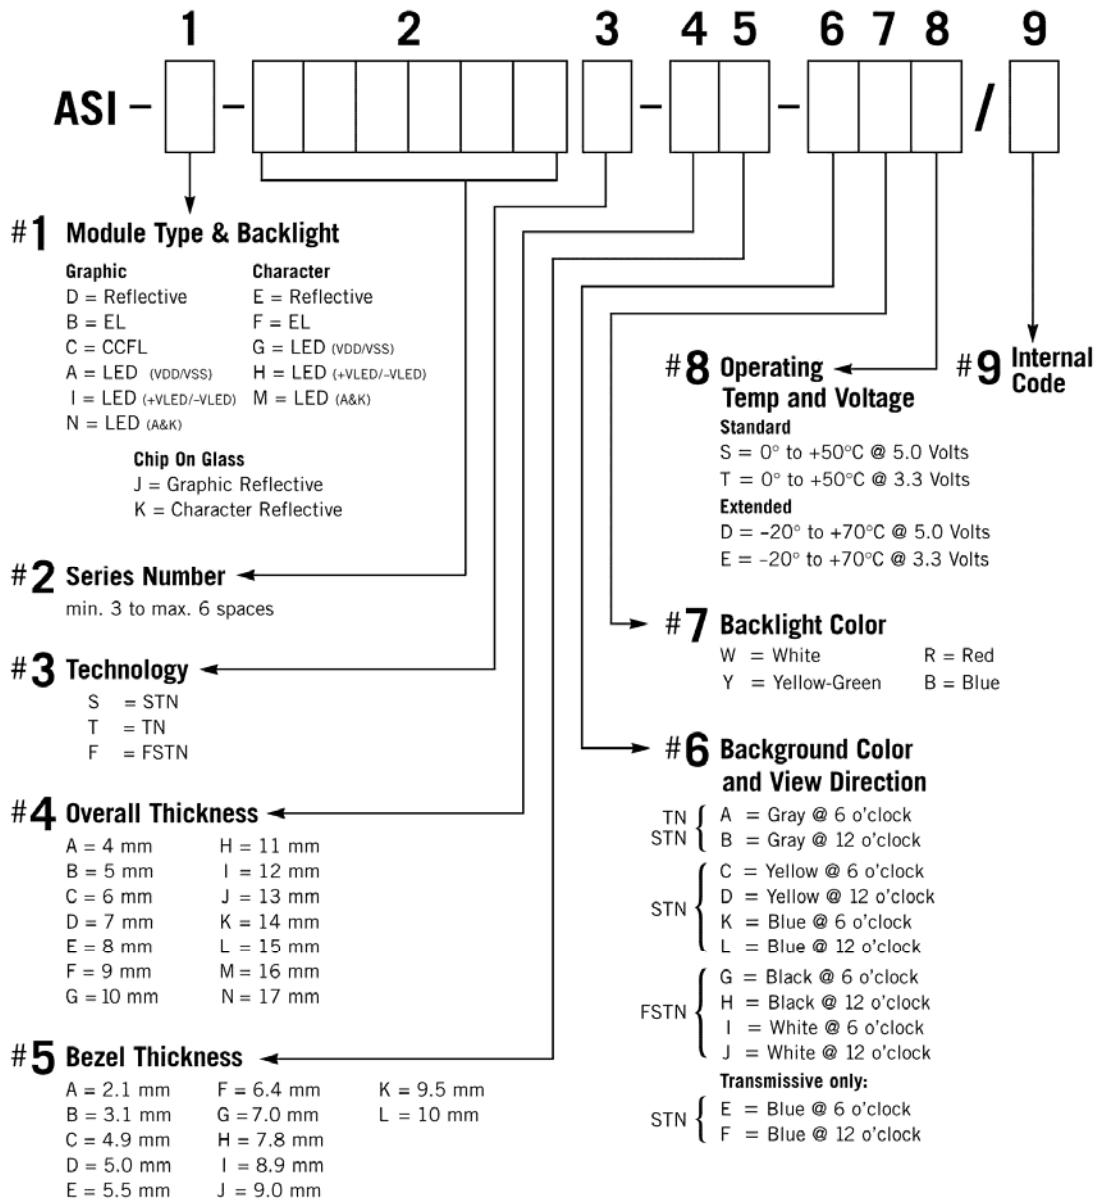 1 2 3 4 5 6 7 8 9
ASI – – – – /
#1 Module Type & Backlight
Graphic
D = Reflective
B = EL
C = CCFL
A = LED (VDD/VSS)
I = LED (+VLED/–VLED)
N = LED (A&K)
Character
E = Reflective
F = EL
G = LED (VDD/VSS)
H = LED (+VLED/–VLED)
M = LED (A&K)
Chip On Glass
J = Graphic Reflective
K = Character Reflective
#2 Series Number
min. 3 to max. 6 spaces
#3 Technology
S = STN
T = TN
F = FSTN
#4 Overall Thickness
A = 4 mm
B = 5 mm
C = 6 mm
D = 7 mm
E = 8 mm
F = 9 mm
G = 10 mm
H = 11 mm
I = 12 mm
J = 13 mm
K = 14 mm
L = 15 mm
M = 16 mm
N = 17 mm
#5 Bezel Thickness
A = 2.1 mm
B = 3.1 mm
C = 4.9 mm
D = 5.0 mm
E = 5.5 mm
F = 6.4 mm
G = 7.0 mm
H = 7.8 mm
I = 8.9 mm
J = 9.0 mm
K = 9.5 mm
L = 10 mm
#9 Internal
Code
#8 Operating
Temp and Voltage
Standard
S = 0° to +50°C @ 5.0 Volts
T = 0° to +50°C @ 3.3 Volts
Extended
D = –20° to +70°C @ 5.0 Volts
E = –20° to +70°C @ 3.3 Volts
#7 Backlight Color
W = White
Y = Yellow-Green
R = Red
B = Blue
#6 Background Color
and View Direction
TN
STN
A = Gray @ 6 o'clock
B = Gray @ 12 o'clock
STN
C = Yellow @ 6 o'clock
D = Yellow @ 12 o'clock
K = Blue @ 6 o'clock
L = Blue @ 12 o'clock
FSTN
G = Black @ 6 o'clock
H = Black @ 12 o'clock
I = White @ 6 o'clock
J = White @ 12 o'clock
Transmissive only:
STN
E = Blue @ 6 o'clock
F = Blue @ 12 o'clock